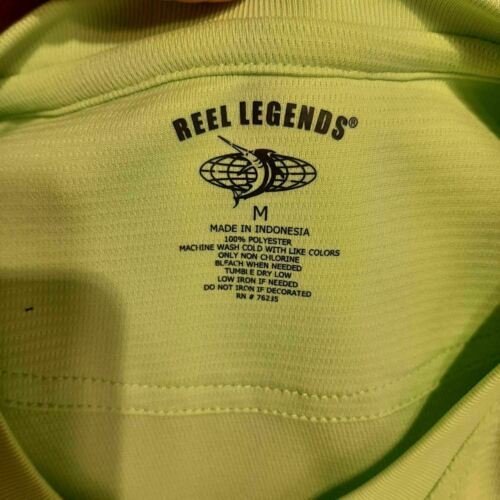 REEL LEGENDS®
M
MADE IN INDONESIA
100% POLYESTER
MACHINE WASH COLD WITH LIKE COLORS
ONLY NON CHLORINE
BLEACH WHEN NEEDED
TUMBLE DRY LOW
LOW IRON IF NEEDED
DO NOT IRON IF DECORATED
RN # 76235